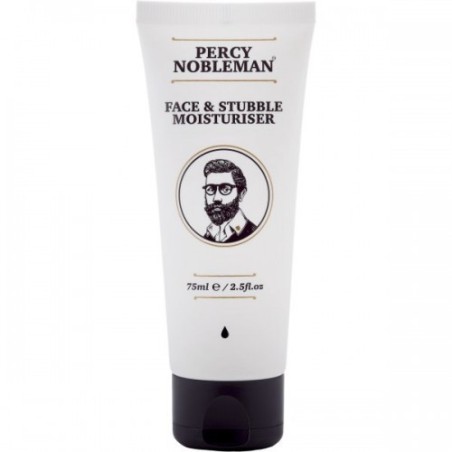 PERCY
NOBLEMAN®
FACE & STUBBLE
MOISTURISER
75ml ℮ / 2.5fl.oz